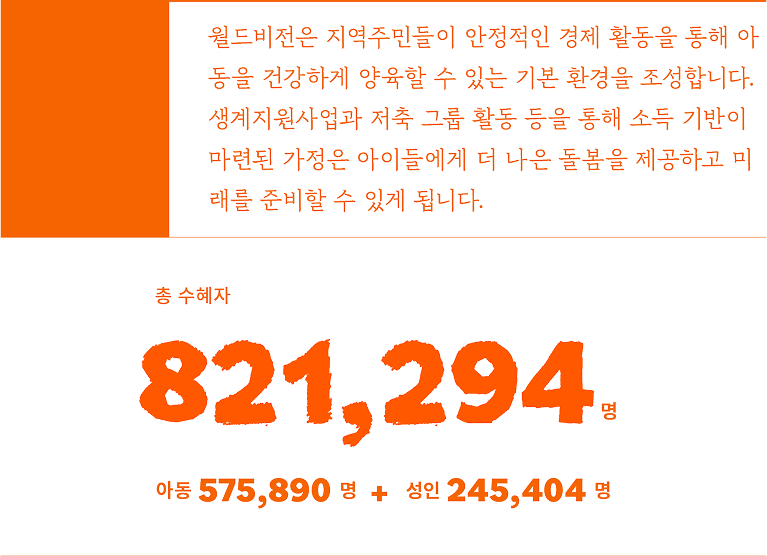 월드비전은 지역주민들이 안정적인 경제 활동을 통해 아
동을 건강하게 양육할 수 있는 기본 환경을 조성합니다.
생계지원사업과 저축 그룹 활동 등을 통해 소득 기반이
마련된 가정은 아이들에게 더 나은 돌봄을 제공하고 미
래를 준비할 수 있게 됩니다.
총 수혜자
821,294 명
아동 575,890 명 + 성인 245,404 명